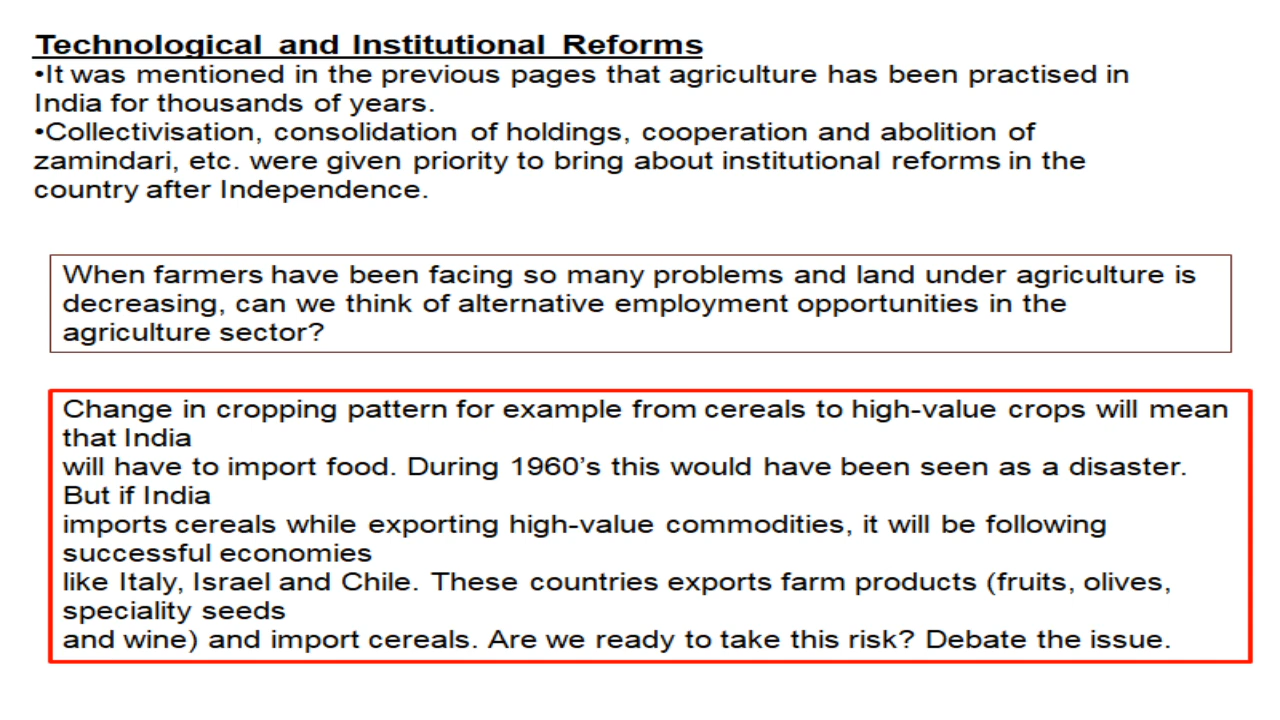 Technological and Institutional Reforms
•It was mentioned in the previous pages that agriculture has been practised in
India for thousands of years.
•Collectivisation, consolidation of holdings, cooperation and abolition of
zamindari, etc. were given priority to bring about institutional reforms in the
country after Independence.
When farmers have been facing so many problems and land under agriculture is
decreasing, can we think of alternative employment opportunities in the
agriculture sector?
Change in cropping pattern for example from cereals to high-value crops will mean
that India
will have to import food. During 1960’s this would have been seen as a disaster.
But if India
imports cereals while exporting high-value commodities, it will be following
successful economies
like Italy, Israel and Chile. These countries exports farm products (fruits, olives,
speciality seeds
and wine) and import cereals. Are we ready to take this risk? Debate the issue.